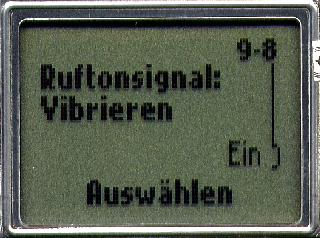 9-8
Ruftonsignal:
Vibrieren
Ein
Auswählen